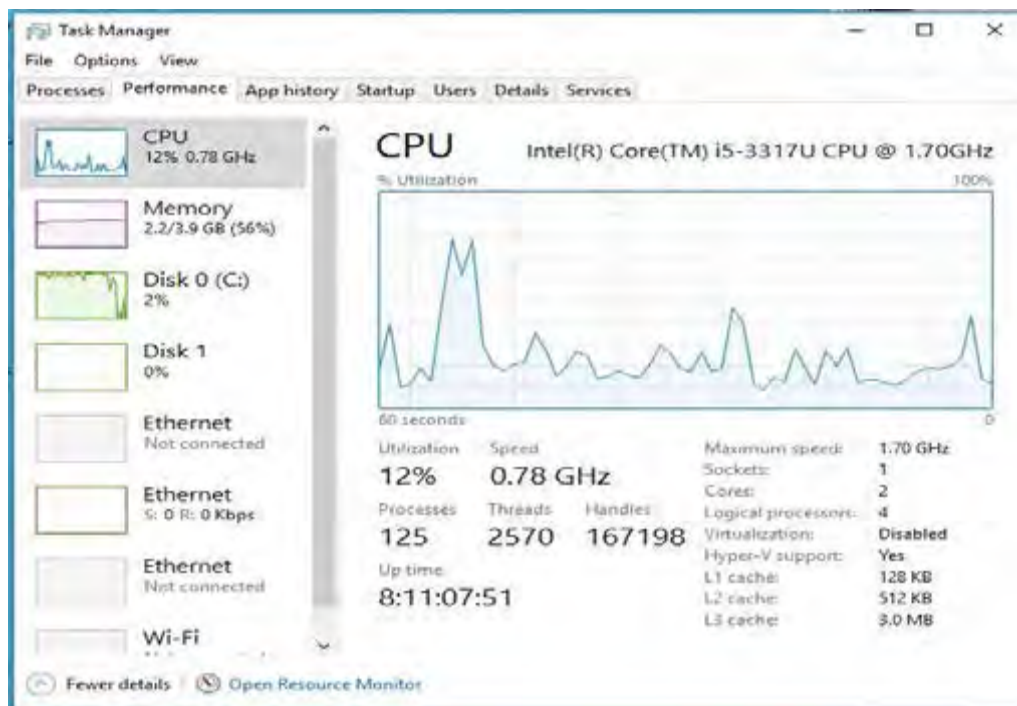 Task Manager
File Options View
Processes Performance App history Startup Users Details Services
CPU
12% 0.78 GHz
Memory
2.2/3.9 GB (56%)
Disk 0 (C:)
2%
Disk 1
0%
Ethernet
Not connected
Ethernet
S: 0 R: 0 Kbps
Ethernet
Not connected
Wi-Fi
CPU Intel(R) Core(TM) i5-3317U CPU @ 1.70GHz
% Utilization 100%
60 seconds 0
Utilization Speed
12% 0.78 GHz
Processes Threads Handles
125 2570 167198
Up time
8:11:07:51
Maximum speed: 1.70 GHz
Sockets: 1
Cores: 2
Logical processors: 4
Virtualization: Disabled
Hyper-V support: Yes
L1 cache: 128 KB
L2 cache: 512 KB
L3 cache: 3.0 MB
Fewer details Open Resource Monitor